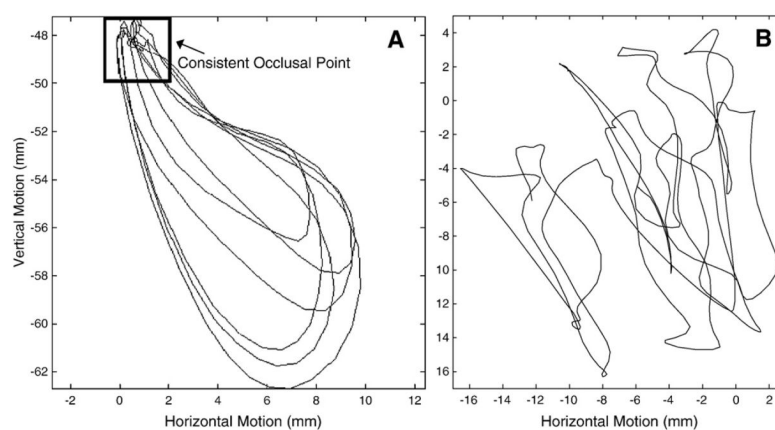 A
Consistent Occlusal Point
-48
-50
-52
-54
-56
-58
-60
-62
Vertical Motion (mm)
-2 0 2 4 6 8 10 12
Horizontal Motion (mm)
B
4
2
0
-2
-4
-6
-8
10
12
14
16
-16 -14 -12 -10 -8 -6 -4 -2 0 2
Horizontal Motion (mm)